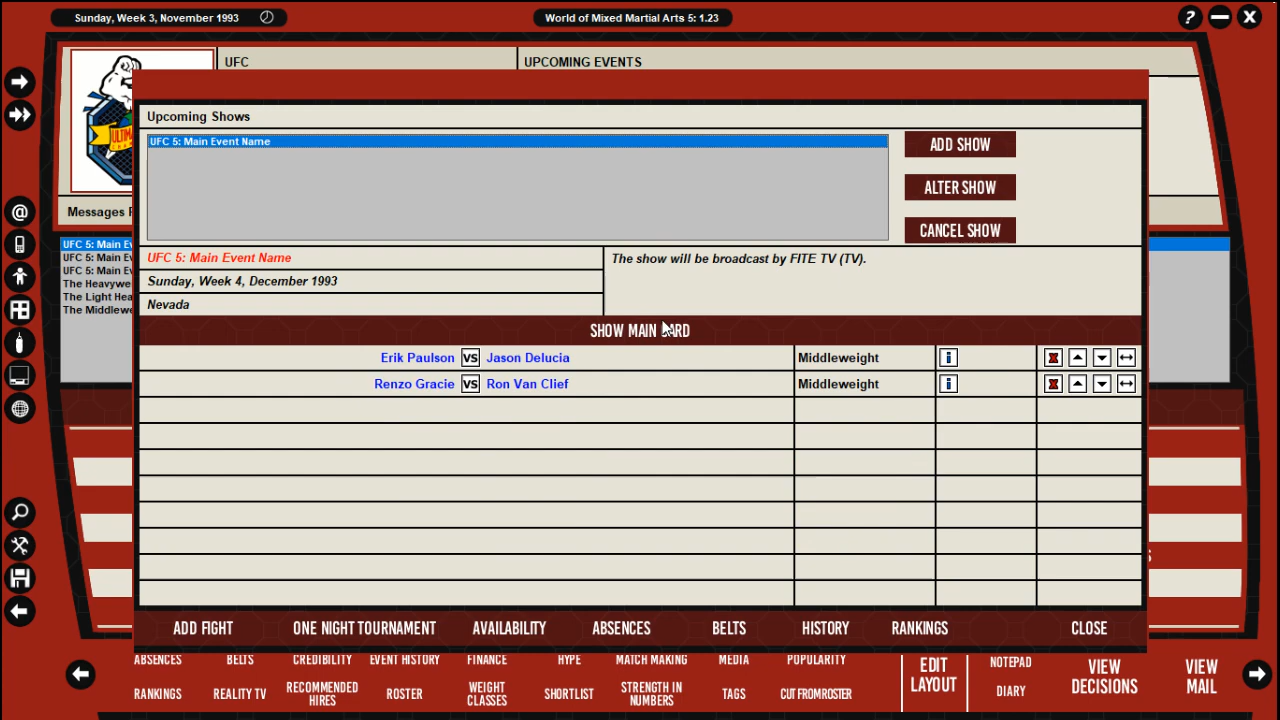 Sunday, Week 3, November 1993
World of Mixed Martial Arts 5: 1.23
?
X
UFC
UPCOMING EVENTS
Upcoming Shows
UFC 5: Main Event Name
ADD SHOW
ALTER SHOW
CANCEL SHOW
Messages
UFC 5: Main Ev
UFC 5: Main Ev
UFC 5: Main Ev
The Heavywe
The Light Hea
The Middlewe
@
UFC 5: Main Event Name
The show will be broadcast by FITE TV (TV).
Sunday, Week 4, December 1993
Nevada
SHOW MAIN CARD
Erik Paulson VS Jason Delucia Middleweight i X
Renzo Gracie VS Ron Van Clief Middleweight i X
ADD FIGHT ONE NIGHT TOURNAMENT AVAILABILITY ABSENCES BELTS HISTORY RANKINGS CLOSE
ABSENCES BELTS CREDIBILITY EVENT HISTORY FINANCE HYPE MATCH MAKING MEDIA POPULARITY
RANKINGS REALITY TV RECOMMENDED HIRES ROSTER WEIGHT CLASSES SHORTLIST STRENGTH IN NUMBERS TAGS CUT FROM ROSTER
EDIT LAYOUT
NOTEPAD
DIARY
VIEW DECISIONS
VIEW MAIL